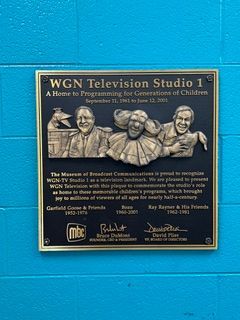 WGN Television Studio 1
A Home to Programming for Generations of Children
September 11, 1961 to June 12, 2001
The Museum of Broadcast Communications is proud to recognize
WGN-TV Studio 1 as a television landmark. We are pleased to present
WGN Television with this plaque to commemorate the studio's role
as home to these memorable children's programs, which brought
joy to millions of viewers of all ages for nearly half-a-century.
Garfield Goose & Friends Bozo Ray Rayner & His Friends
1952-1976 1960-2001 1962-1981
mbc
Bruce DuMont David Plier
FOUNDER, CEO & PRESIDENT VP, BOARD OF DIRECTORS